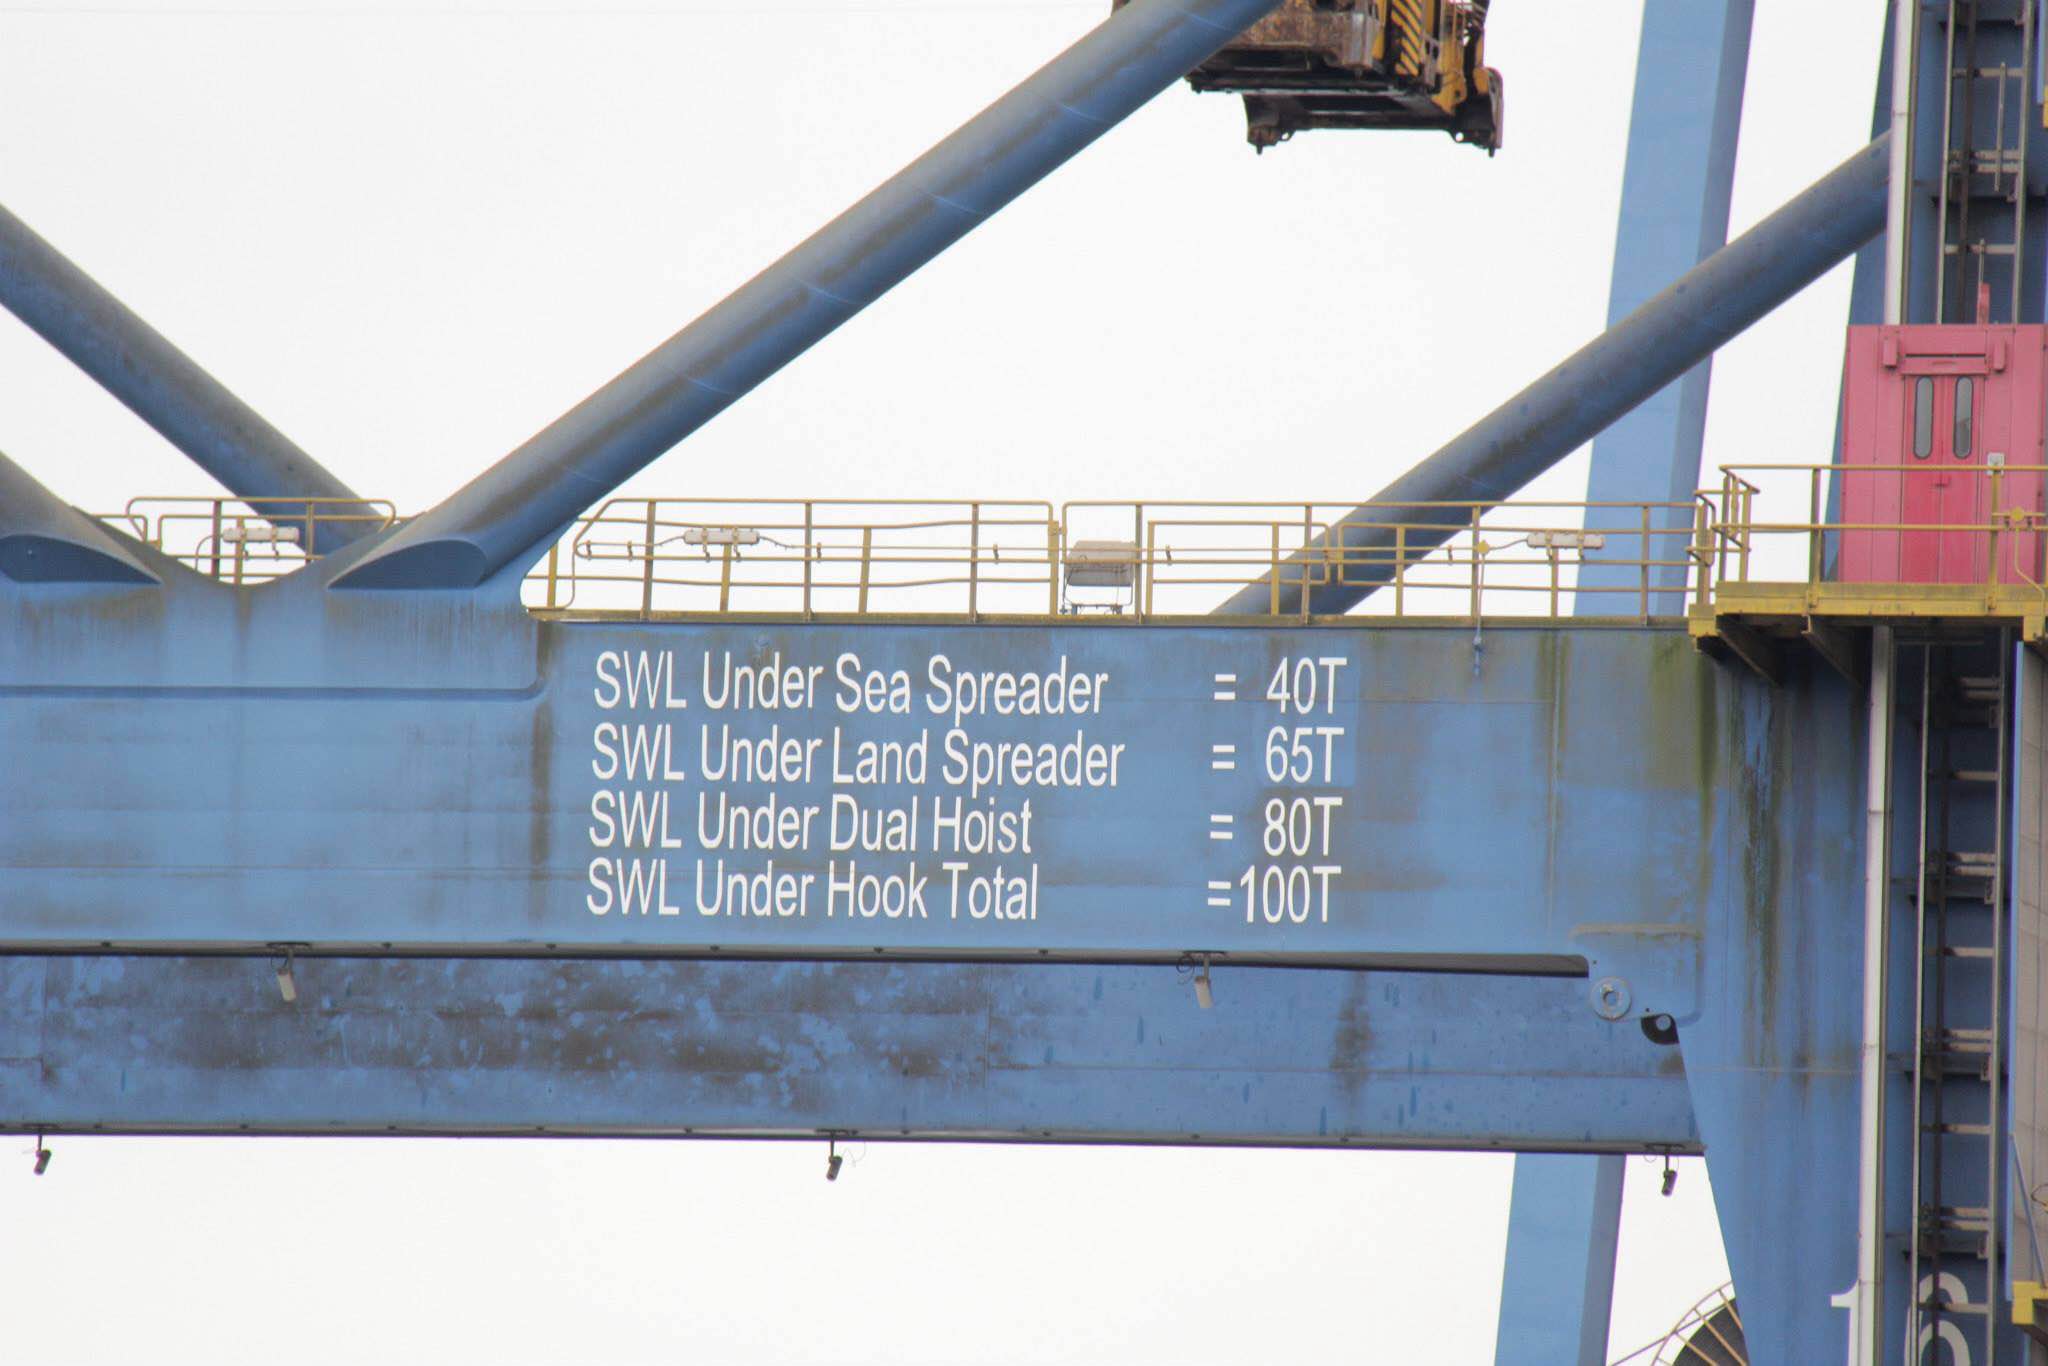 SWL Under Sea Spreader = 40T
SWL Under Land Spreader = 65T
SWL Under Dual Hoist = 80T
SWL Under Hook Total =100T
16